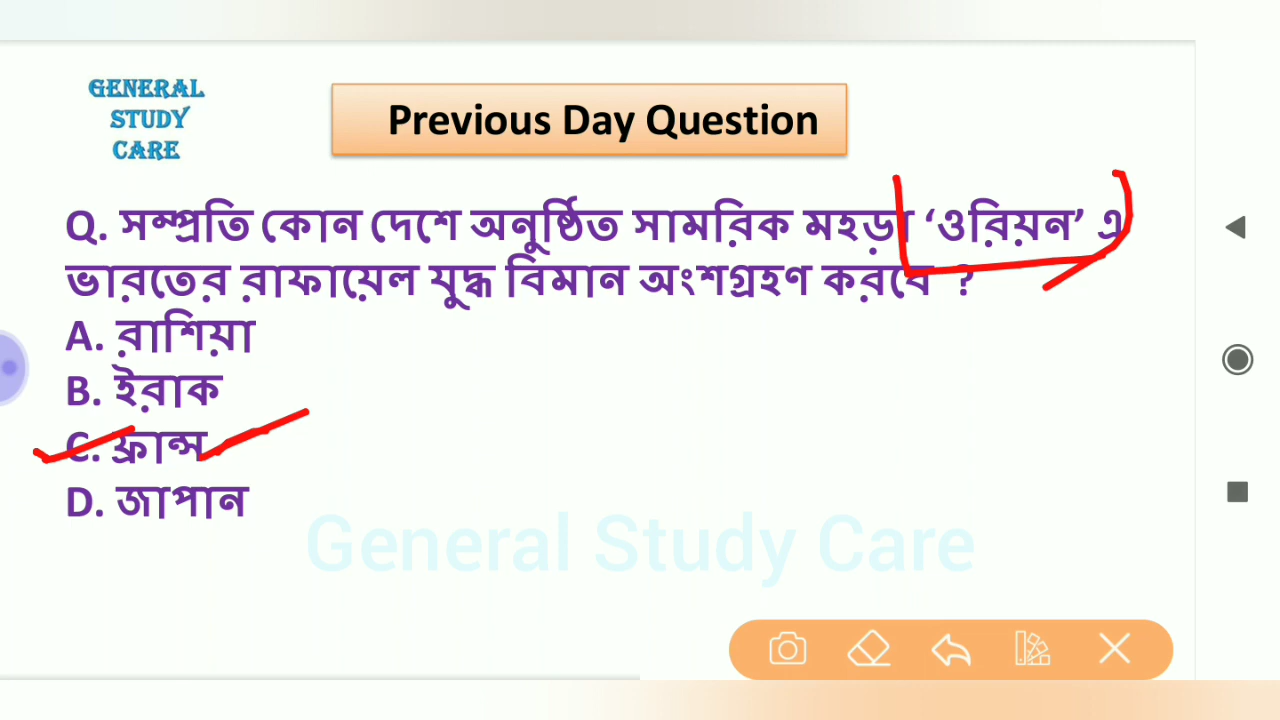 GENERAL
STUDY
CARE
Previous Day Question
Q. সম্প্রতি কোন দেশে অনুষ্ঠিত সামরিক মহড়া ‘ওরিয়ন’ এ
ভারতের রাফায়েল যুদ্ধ বিমান অংশগ্রহণ করবে ?
A. রাশিয়া
B. ইরাক
C. ফ্রান্স
D. জাপান
General Study Care